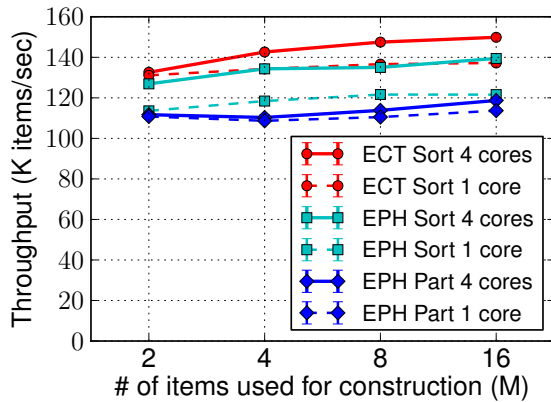 160
140
120
100
80
60
40
20
0
Throughput (K items/sec)
ECT Sort 4 cores
ECT Sort 1 core
EPH Sort 4 cores
EPH Sort 1 core
EPH Part 4 cores
EPH Part 1 core
2 4 8 16
# of items used for construction (M)